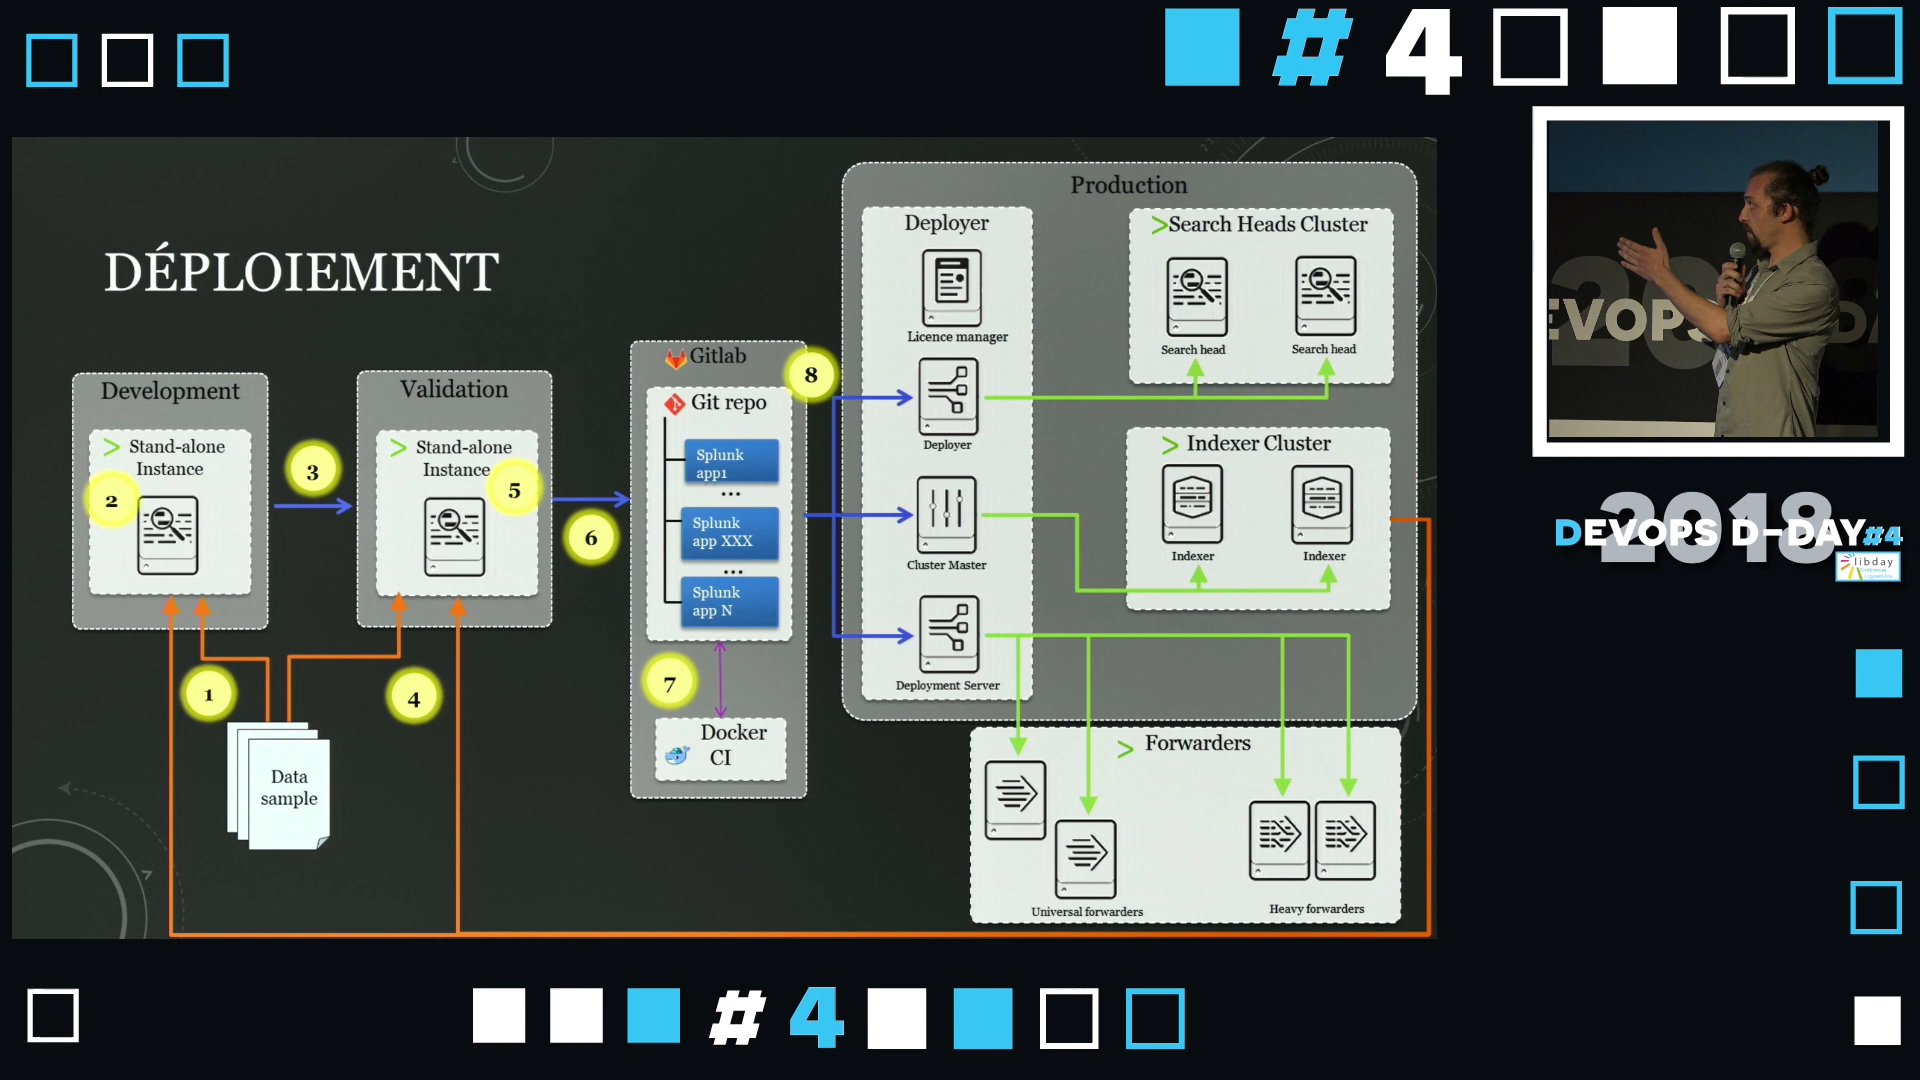 #4
DÉPLOIEMENT
Development
> Stand-alone
Instance
2
3
Validation
> Stand-alone
Instance
5
6
1
4
Data
sample
Gitlab
Git repo
Splunk
app1
...
Splunk
app XXX
...
Splunk
app N
7
Docker
CI
8
Production
Deployer
Licence manager
Deployer
Cluster Master
Deployment Server
>Search Heads Cluster
Search head
Search head
> Indexer Cluster
Indexer
Indexer
> Forwarders
Universal forwarders
Heavy forwarders
EVOPS
D
2018
DEVOPS D-DAY#4
libday
#4